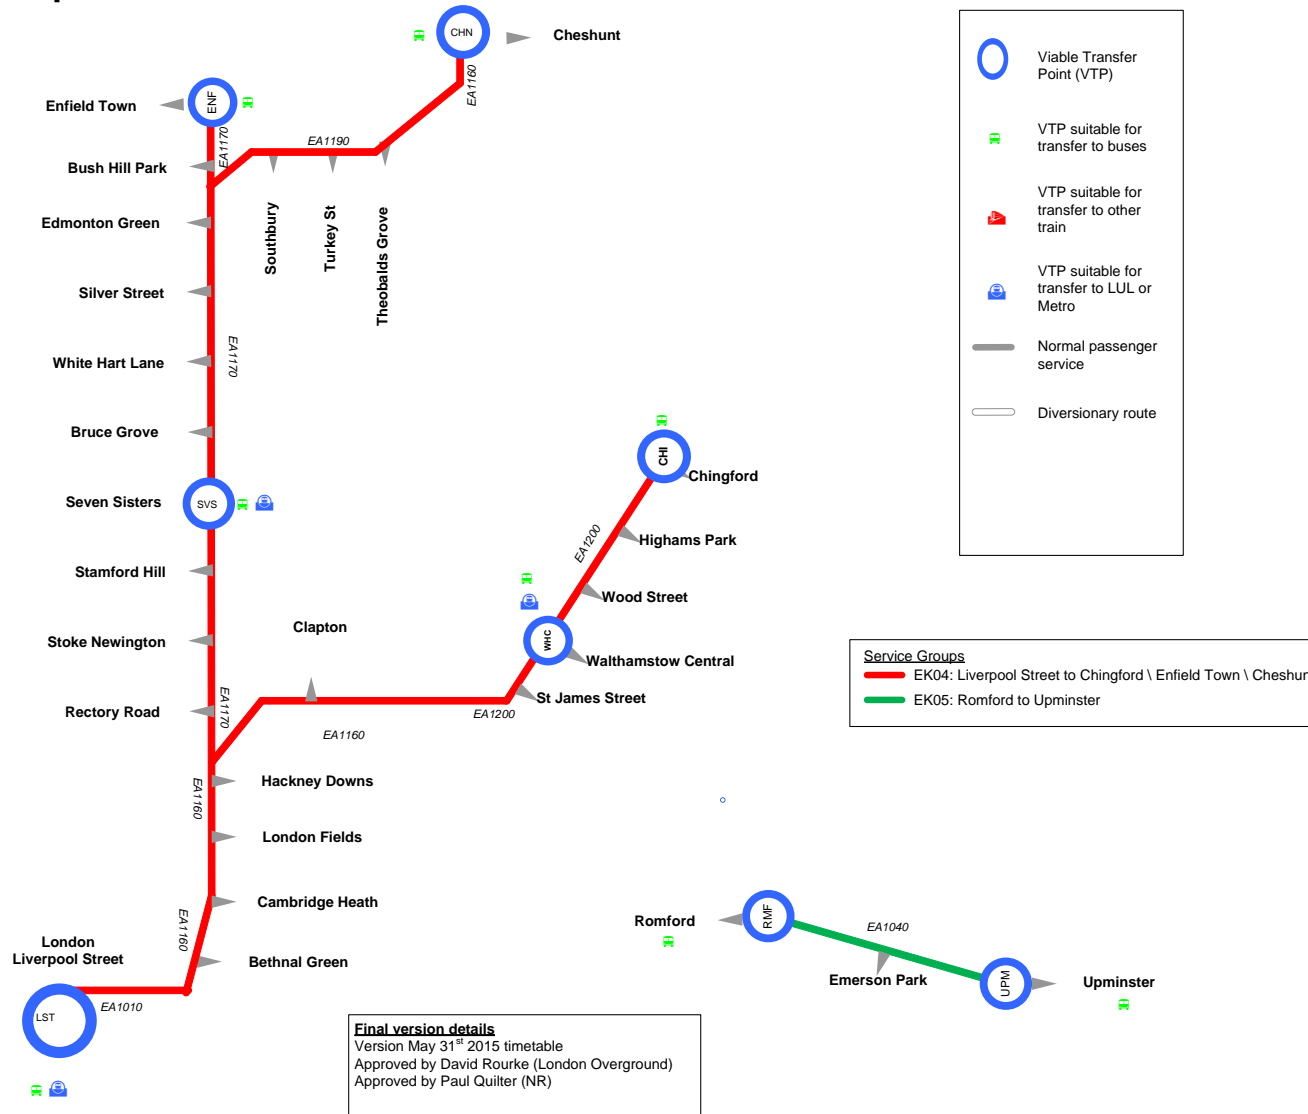 CHN
Cheshunt
EA1160
ENF
Enfield Town
EA1170
EA1190
Bush Hill Park
Edmonton Green
Southbury
Turkey St
Theobalds Grove
Silver Street
White Hart Lane
EA1170
Bruce Grove
Seven Sisters
SVS
Stamford Hill
Stoke Newington
Rectory Road
EA1170
Clapton
EA1160
EA1200
CHI
Chingford
EA1200
Highams Park
Wood Street
WHC
Walthamstow Central
St James Street
Hackney Downs
EA1160
London Fields
Cambridge Heath
EA1160
Bethnal Green
London
Liverpool Street
EA1010
LST
Viable Transfer
Point (VTP)
VTP suitable for
transfer to buses
VTP suitable for
transfer to other
train
VTP suitable for
transfer to LUL or
Metro
Normal passenger
service
Diversionary route
Service Groups
EK04: Liverpool Street to Chingford \ Enfield Town \ Cheshun
EK05: Romford to Upminster
Romford
RMF
EA1040
Emerson Park
UPM
Upminster
Final version details
Version May 31st 2015 timetable
Approved by David Rourke (London Overground)
Approved by Paul Quilter (NR)